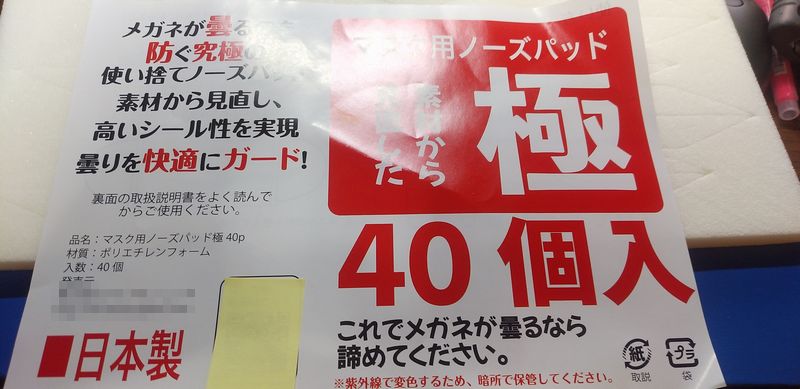 メガネが曇る
防ぐ究極の
使い捨てノーズパッ
素材から見直し、
高いシール性を実現
曇りを快適にガード!
裏面の取扱説明書をよく読んで
からご使用ください。
品名：マスク用ノーズパッド極 40p
材質：ポリエチレンフォーム
入数：40 個
■日本製
マスク用ノーズパッド
素材から
見直した
極
40 個入
これでメガネが曇るなら
諦めてください。
※紫外線で変色するため、暗所で保管してください。
紙
取説
プラ
袋